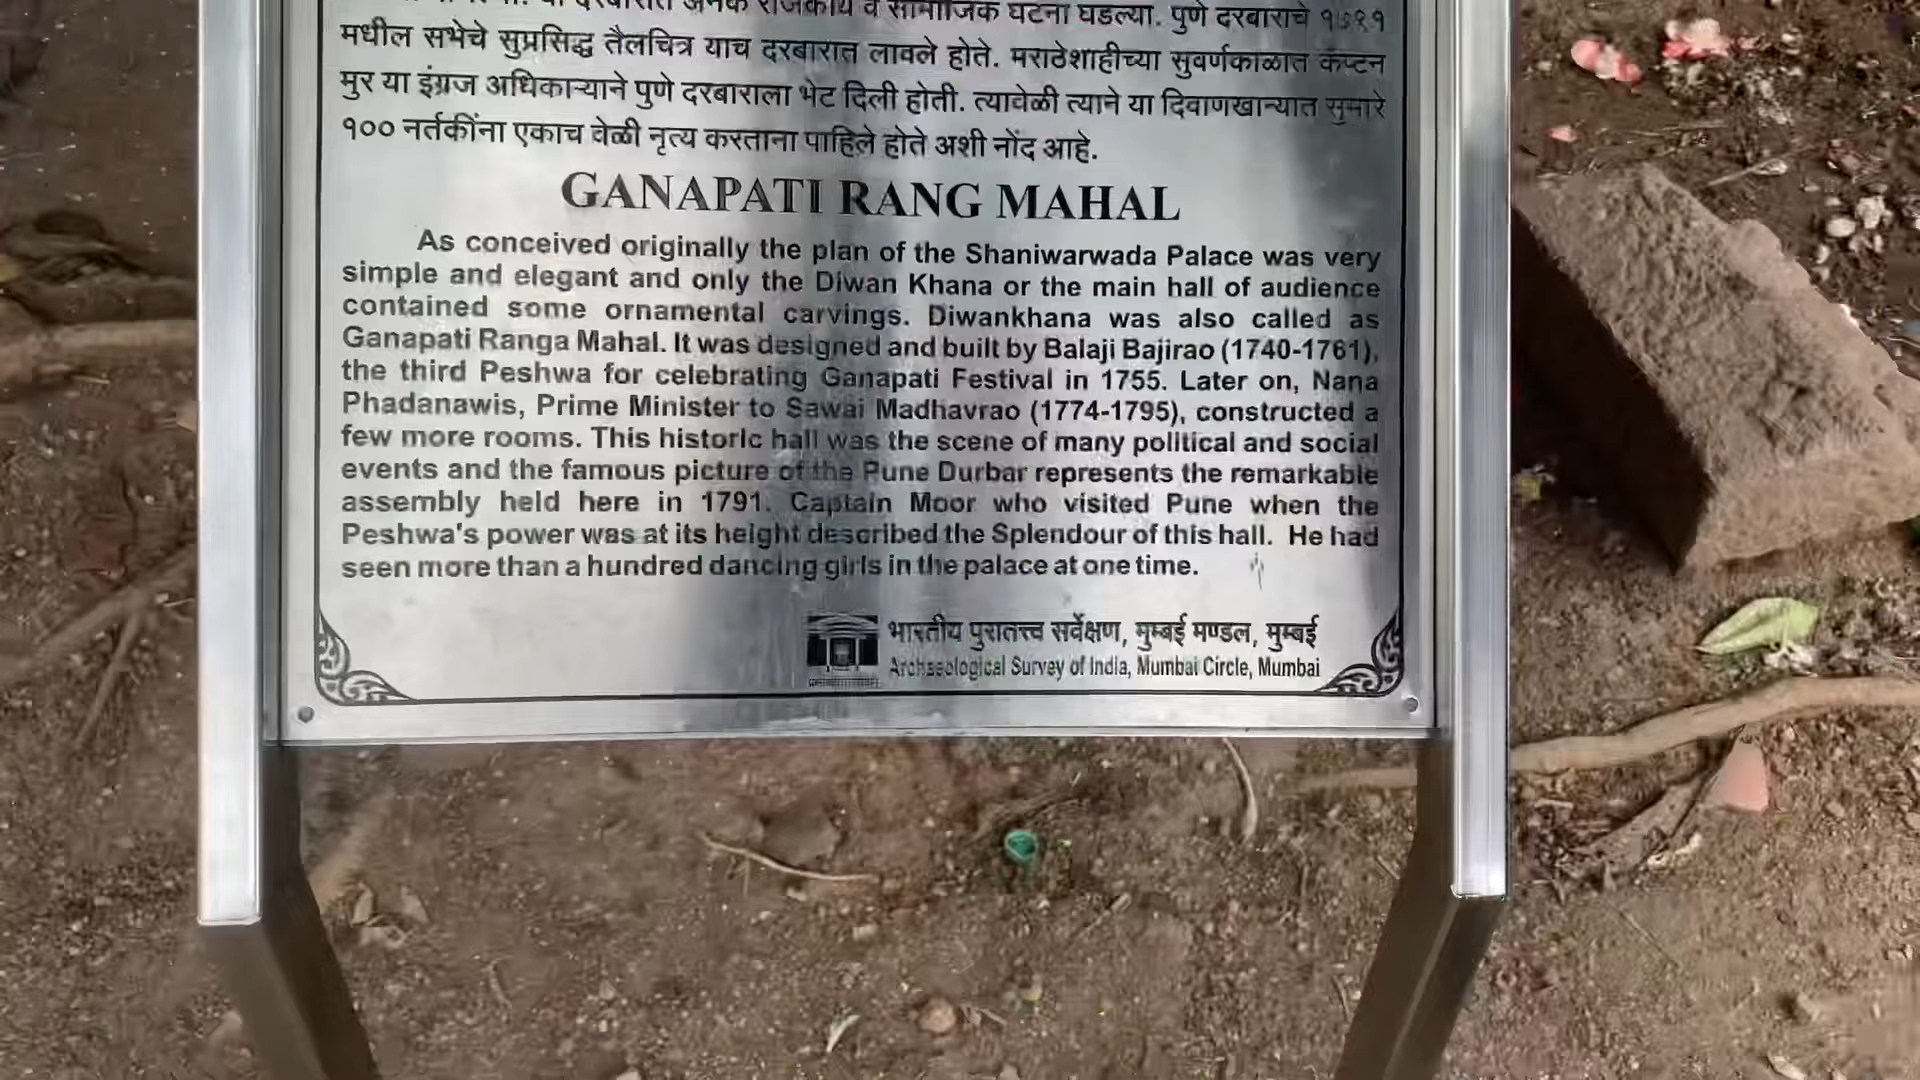 दरबारात अनेक राजकीय व सामाजिक घटना घडल्या. पुणे दरबाराचे १७९१
मधील सभेचे सुप्रसिद्ध तैलचित्र याच दरबारात लावले होते. मराठेशाहीच्या सुवर्णकाळात कॅप्टन
मुर या इंग्रज अधिकाऱ्याने पुणे दरबाराला भेट दिली होती. त्यावेळी त्याने या दिवाणखान्यात सुमारे
१०० नर्तकींना एकाच वेळी नृत्य करताना पाहिले होते अशी नोंद आहे.
GANAPATI RANG MAHAL
As conceived originally the plan of the Shaniwarwada Palace was very
simple and elegant and only the Diwan Khana or the main hall of audience
contained some ornamental carvings. Diwankhana was also called as
Ganapati Ranga Mahal. It was designed and built by Balaji Bajirao (1740-1761),
the third Peshwa for celebrating Ganapati Festival in 1755. Later on, Nana
Phadanawis, Prime Minister to Sawai Madhavrao (1774-1795), constructed a
few more rooms. This historic hall was the scene of many political and social
events and the famous picture of the Pune Durbar represents the remarkable
assembly held here in 1791. Captain Moor who visited Pune when the
Peshwa's power was at its height described the Splendour of this hall. He had
seen more than a hundred dancing girls in the palace at one time.
भारतीय पुरातत्त्व सर्वेक्षण, मुम्बई मण्डल, मुम्बई
Archaeological Survey of India, Mumbai Circle, Mumbai